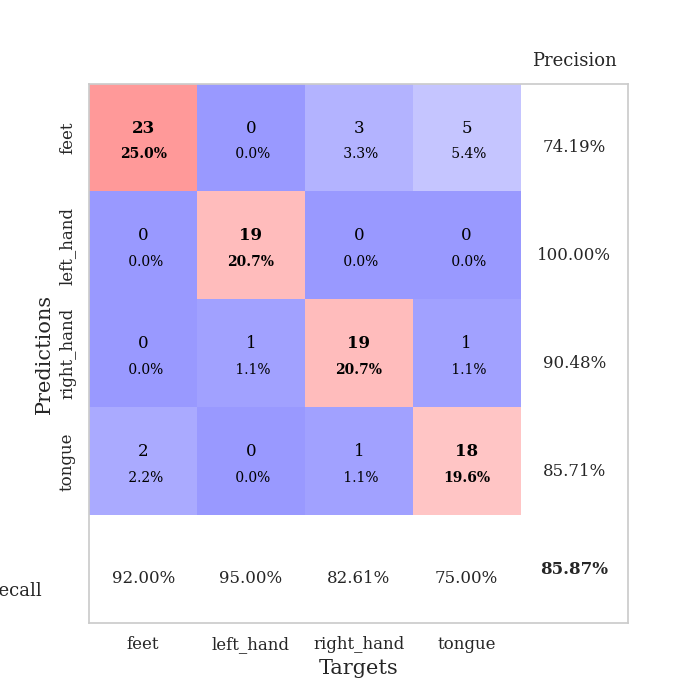 Precision
feet
23 0 3 5
25.0% 0.0% 3.3% 5.4%
74.19%
left_hand
0 19 0 0
0.0% 20.7% 0.0% 0.0%
100.00%
Predictions
right_hand
0 1 19 1
0.0% 1.1% 20.7% 1.1%
90.48%
tongue
2 0 1 18
2.2% 0.0% 1.1% 19.6%
85.71%
ecall
92.00% 95.00% 82.61% 75.00%
85.87%
feet left_hand right_hand tongue
Targets